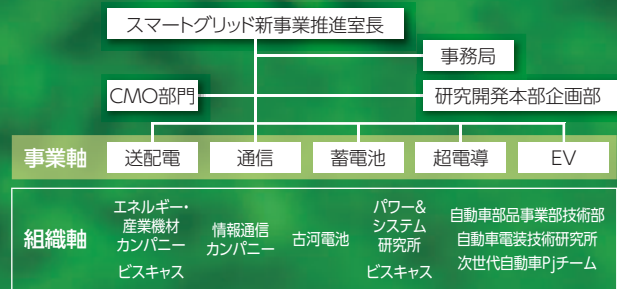 スマートグリッド新事業推進室長
事務局
CMO部門
研究開発本部企画部
事業軸
送配電
通信
蓄電池
超電導
EV
組織軸
エネルギー・
産業機材
カンパニー
ビスキャス
情報通信
カンパニー
古河電池
パワー&
システム
研究所
ビスキャス
自動車部品事業部技術部
自動車電装技術研究所
次世代自動車Pjチーム